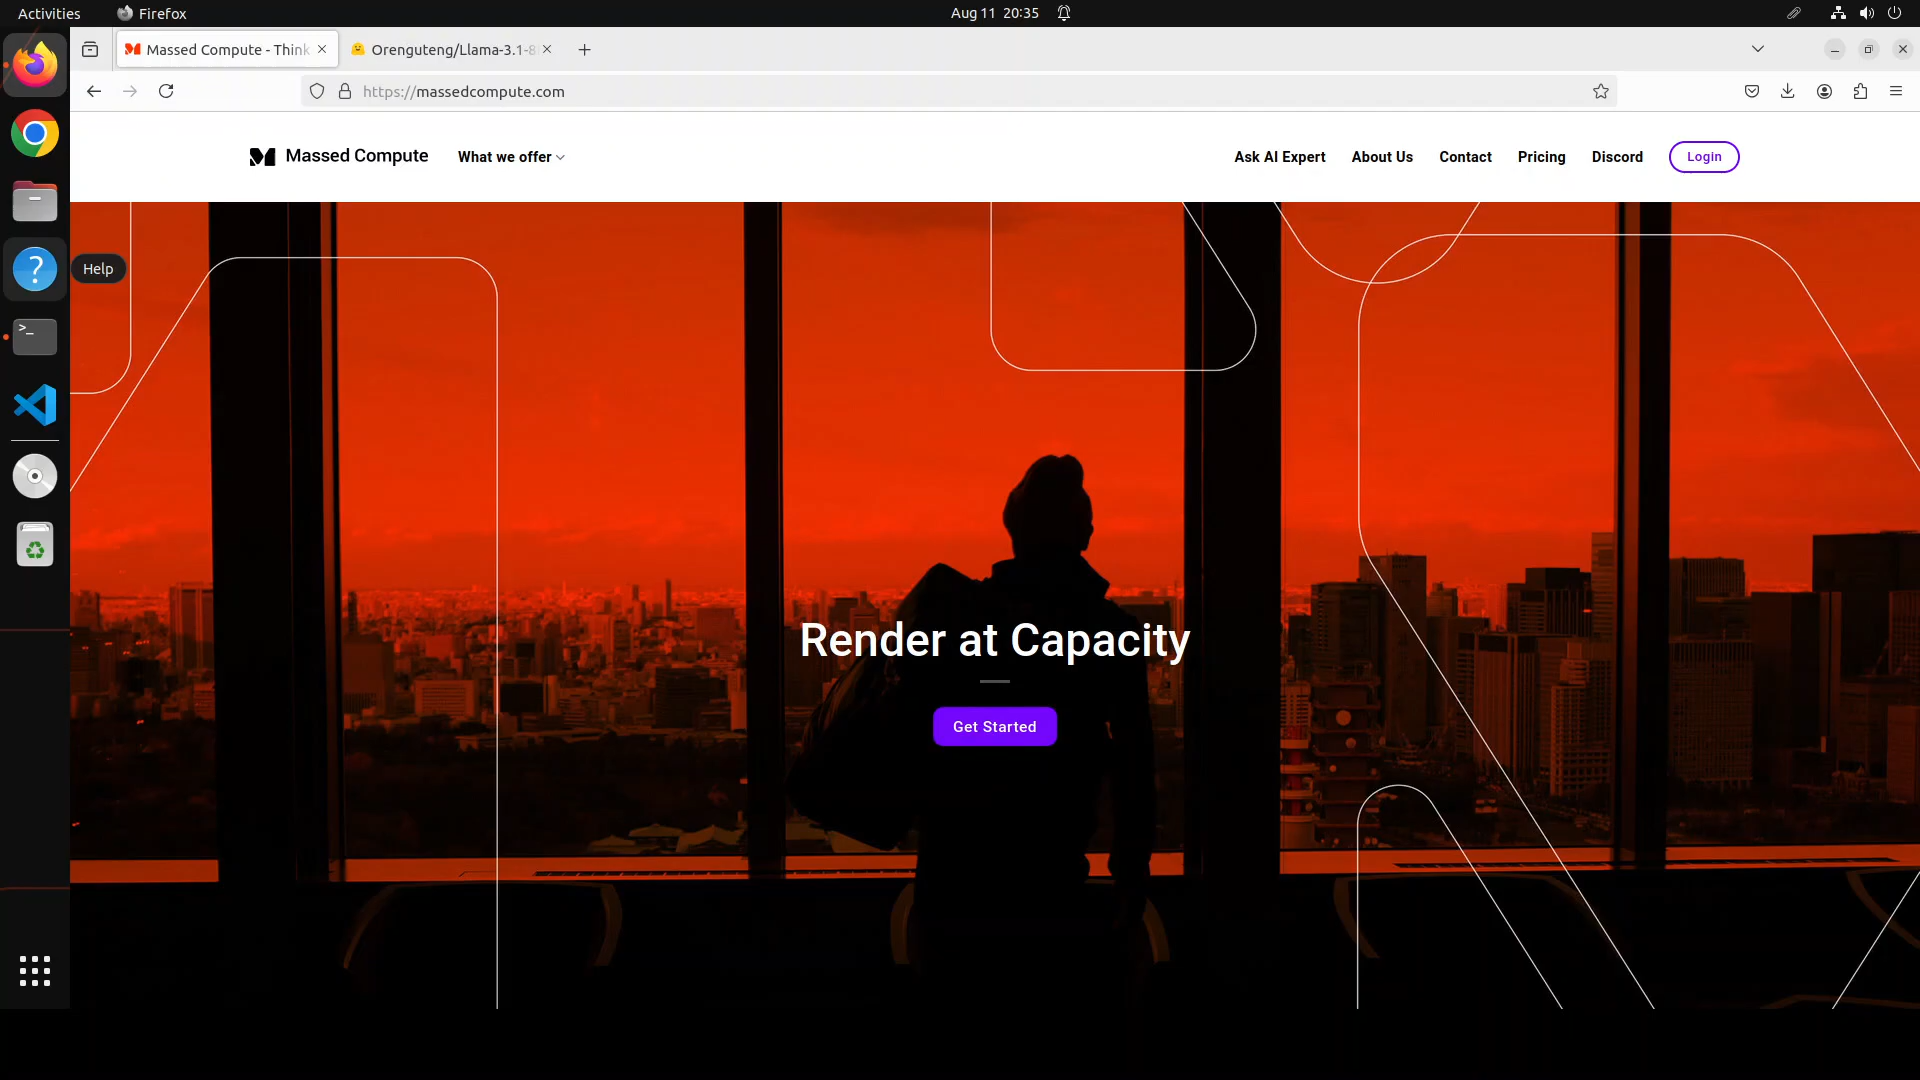 Activities
Firefox
Aug 11 20:35
Massed Compute - Think
Orenguteng/Llama-3.1-8
https://massedcompute.com
Massed Compute
What we offer
Ask AI Expert
About Us
Contact
Pricing
Discord
Login
Help
Render at Capacity
Get Started